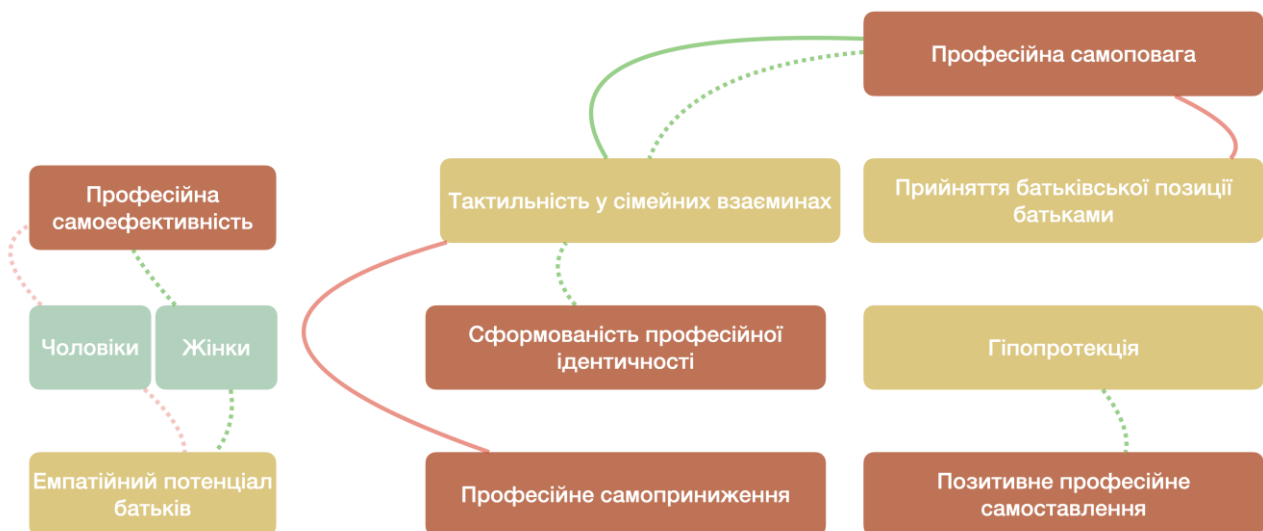 Професійна самоповага
Професійна
самоефективність
Тактильність у сімейних взаєминах
Прийняття батьківської позиції
батьками
Чоловіки
Жінки
Сформованість професійної
ідентичності
Гіпопротекція
Емпатійний потенціал
батьків
Професійне самоприниження
Позитивне професійне
самоставлення